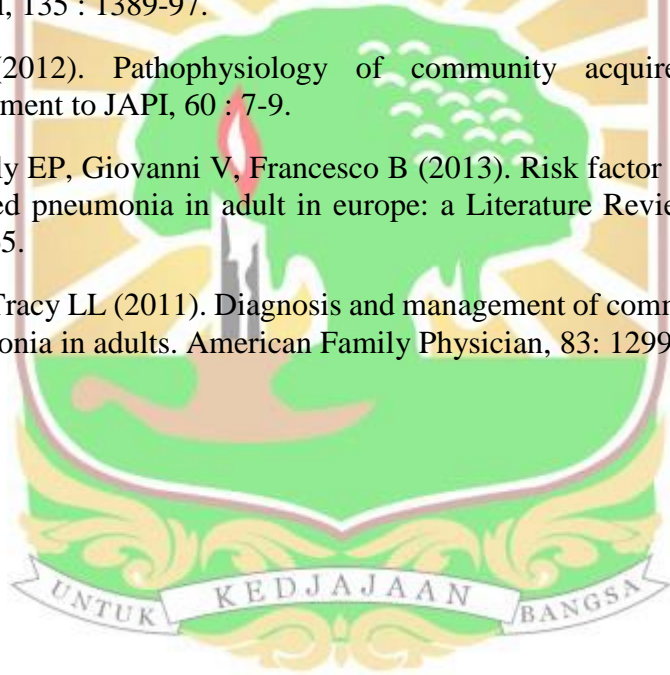 , 135 : 1389-97.
(2012). Pathophysiology of community acquire
ment to JAPI, 60 : 7-9.
ly EP, Giovanni V, Francesco B (2013). Risk factor
ed pneumonia in adult in europe: a Literature Revie
5.
Tracy LL (2011). Diagnosis and management of comm
onia in adults. American Family Physician, 83: 1299
UNTUK KEDJAJAAN BANGSA